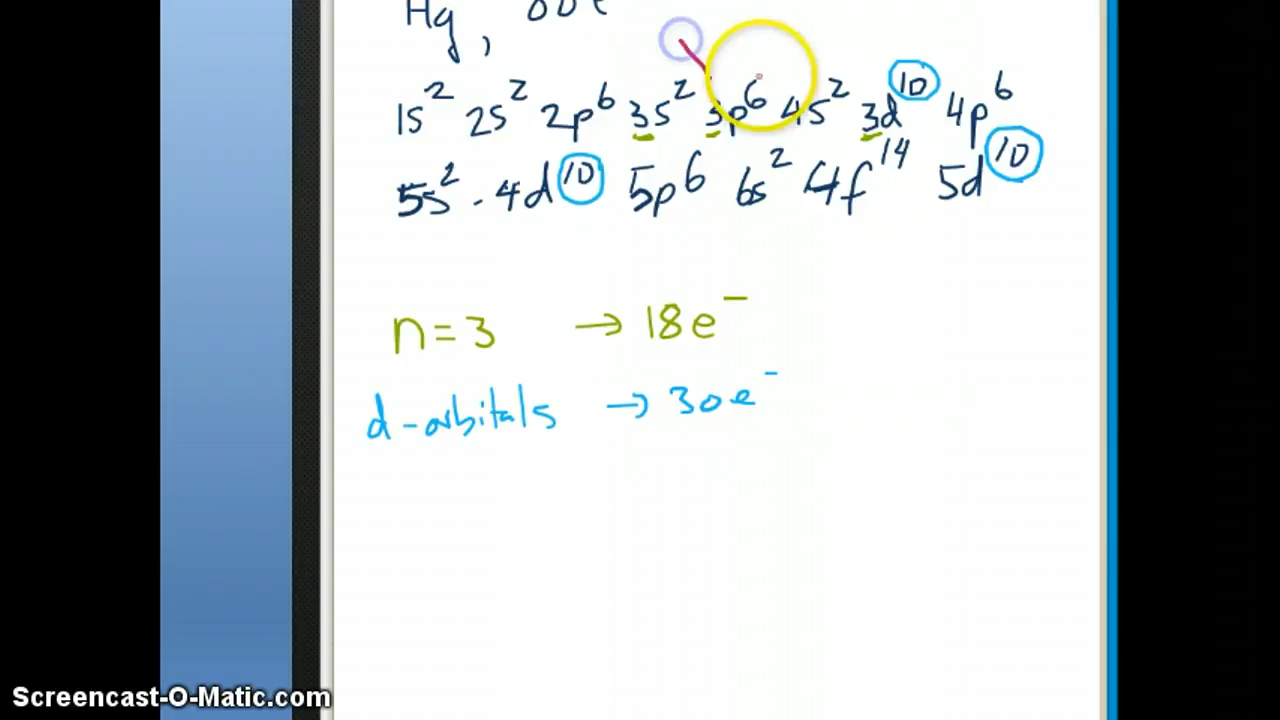 Hg,
1s² 2s² 2p⁶ 3s² 3p⁶ 4s² 3d¹⁰ 4p⁶
5s² - 4d¹⁰ 5p⁶ 6s² 4f¹⁴ 5d¹⁰
n=3 → 18e⁻
d-orbitals → 30e⁻
Screencast-O-Matic.com